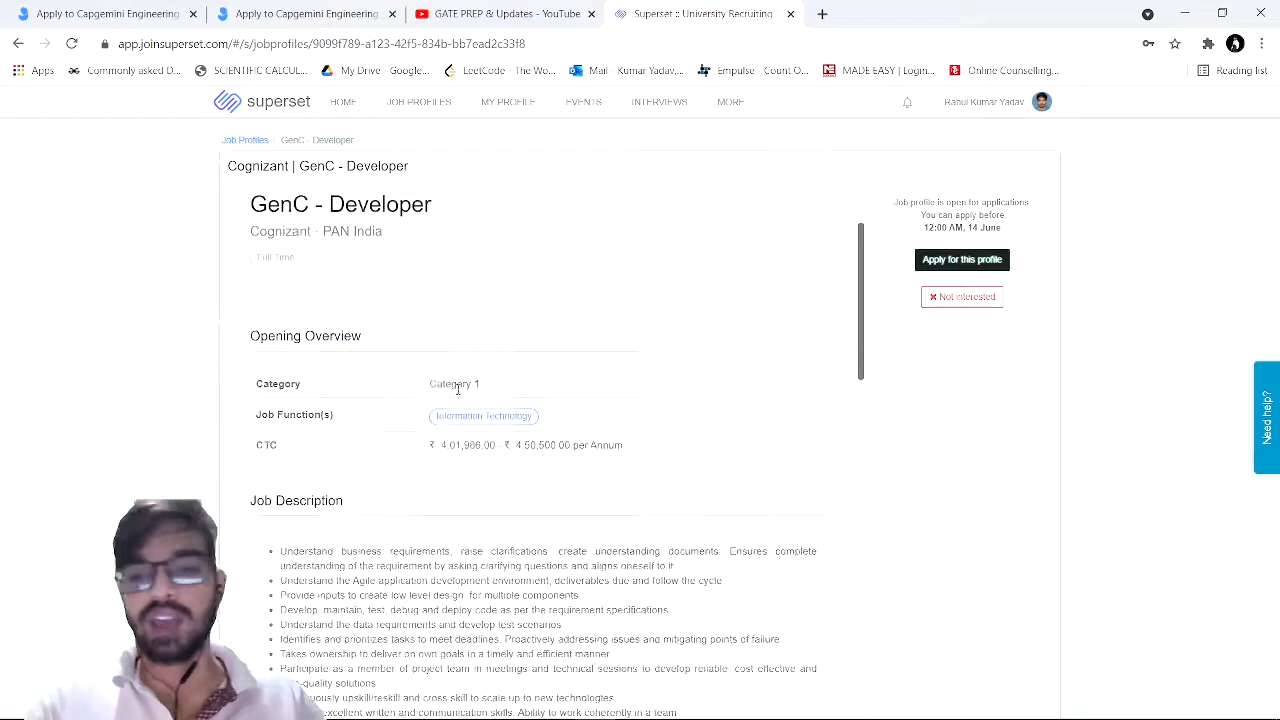 Apply to Capgemini Engineering
Apply to Capgemini Engineering
GATE PREP & Updates - YouTube
Superset :: University Recruiting
app.joinsuperset.com/#/s/jobprofiles/9099f789-a123-42f5-834b-bb7ead2c33f8
Apps
Commonly asked D...
SCIENTIFIC CALCUL...
My Drive - Google...
LeetCode - The Wo...
Mail - Kumar Yadav,...
Empulse - Count O...
MADE EASY | Login...
Online Counselling...
Reading list
superset
HOME
JOB PROFILES
MY PROFILE
EVENTS
INTERVIEWS
MORE
Rahul Kumar Yadav
Job Profiles / GenC - Developer
Cognizant | GenC - Developer
GenC - Developer
Cognizant · PAN India
Full Time
Job profile is open for applications
You can apply before
12:00 AM, 14 June
Apply for this profile
Not interested
Need help?
Opening Overview
Category Category 1
Job Function(s) Information Technology
CTC ₹ 4,01,986.00 - ₹ 4,50,500.00 per Annum
Job Description
Understand business requirements, raise clarifications create understanding documents. Ensures complete
understanding of the requirement by asking clarifying questions and aligns oneself to it
Understand the Agile application development environment, deliverables due and follow the cycle
Provide inputs to create low level design for multiple components
Develop, maintain, test, debug and deploy code as per the requirement specifications
Understand the data requirements and develop test scenarios
Identifies and prioritizes tasks to meet deadlines. Proactively addressing issues and mitigating points of failure
Takes ownership to deliver on own goals in a timely and efficient manner
Participate as a member of project team in meetings and technical sessions to develop reliable cost effective and
-quality solutions
uously upskill/reskill and cross skill to scale up to new technologies
excellent written and communication skills. Ability to work coherently in a team